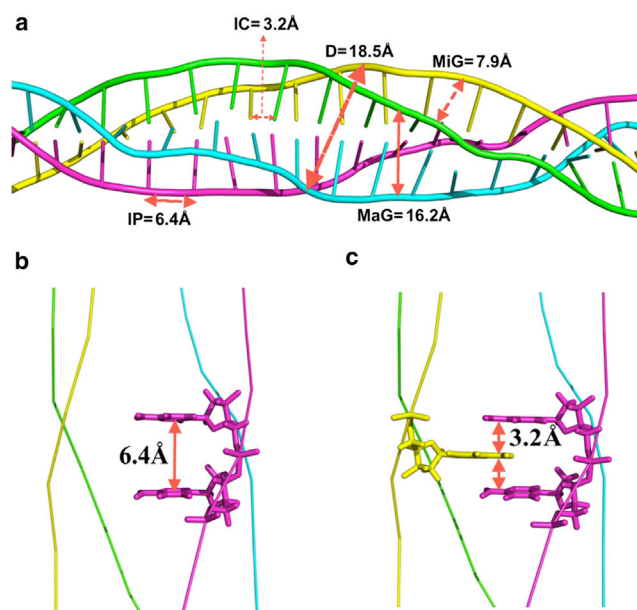 a
IC= 3.2Å
D= 18.5Å
MiG= 7.9Å
IP= 6.4Å
MaG= 16.2Å
b
c
6.4Å
3.2Å